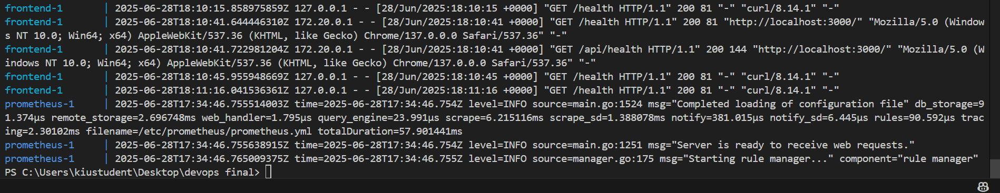 frontend-1 | 2025-06-28T18:10:15.858975859Z 127.0.0.1 - - [28/Jun/2025:18:10:15 +0000] "GET /health HTTP/1.1" 200 81 "-" "curl/8.14.1" "-"
frontend-1 | 2025-06-28T18:10:41.644446310Z 172.20.0.1 - - [28/Jun/2025:18:10:41 +0000] "GET /health HTTP/1.1" 200 81 "http://localhost:3000/" "Mozilla/5.0 (Window
s NT 10.0; Win64; x64) AppleWebKit/537.36 (KHTML, like Gecko) Chrome/137.0.0.0 Safari/537.36" "-"
frontend-1 | 2025-06-28T18:10:41.722981204Z 172.20.0.1 - - [28/Jun/2025:18:10:41 +0000] "GET /api/health HTTP/1.1" 200 144 "http://localhost:3000/" "Mozilla/5.0 (W
indows NT 10.0; Win64; x64) AppleWebKit/537.36 (KHTML, like Gecko) Chrome/137.0.0.0 Safari/537.36" "-"
frontend-1 | 2025-06-28T18:10:45.955948669Z 127.0.0.1 - - [28/Jun/2025:18:10:45 +0000] "GET /health HTTP/1.1" 200 81 "-" "curl/8.14.1" "-"
frontend-1 | 2025-06-28T18:11:16.041536361Z 127.0.0.1 - - [28/Jun/2025:18:11:16 +0000] "GET /health HTTP/1.1" 200 81 "-" "curl/8.14.1" "-"
prometheus-1 | 2025-06-28T17:34:46.755514003Z time=2025-06-28T17:34:46.754Z level=INFO source=main.go:1524 msg="Completed loading of configuration file" db_storage=9
1.374µs remote_storage=2.696748ms web_handler=1.795µs query_engine=23.991µs scrape=6.215116ms scrape_sd=1.388078ms notify=381.015µs notify_sd=6.445µs rules=90.592µs trac
ing=2.30102ms filename=/etc/prometheus/prometheus.yml totalDuration=57.901441ms
prometheus-1 | 2025-06-28T17:34:46.755638915Z time=2025-06-28T17:34:46.754Z level=INFO source=main.go:1251 msg="Server is ready to receive web requests."
prometheus-1 | 2025-06-28T17:34:46.765009375Z time=2025-06-28T17:34:46.755Z level=INFO source=manager.go:175 msg="Starting rule manager..." component="rule manager"
PS C:\Users\kiustudent\Desktop\devops final>